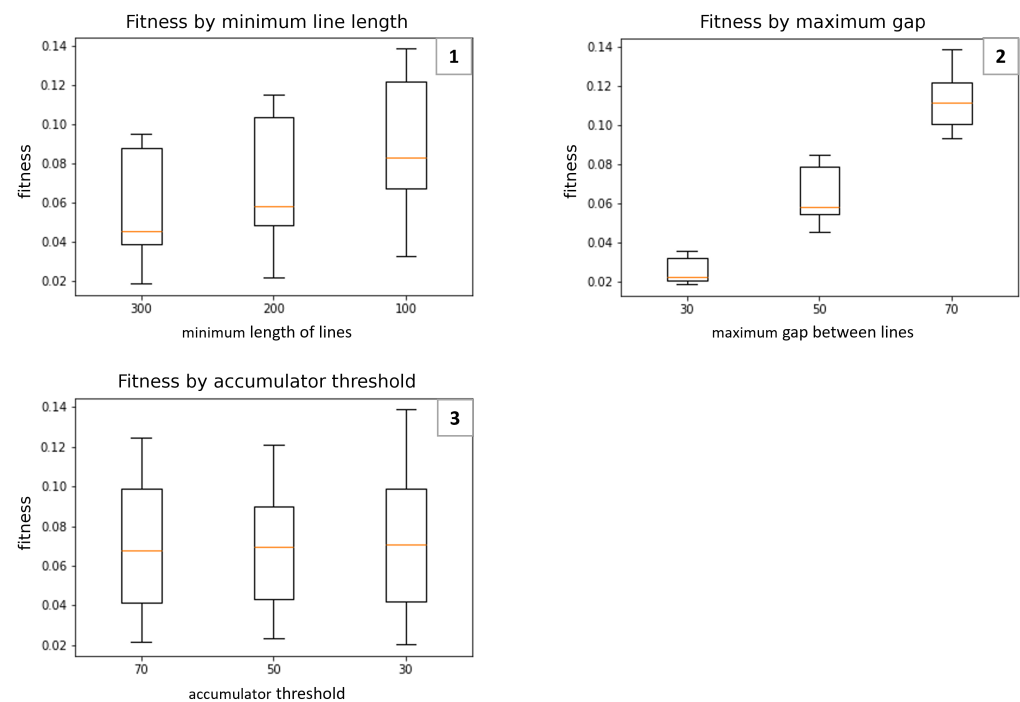 Fitness by minimum line length
1
0.14
0.12
0.10
0.08
0.06
0.04
0.02
fitness
300 200 100
minimum length of lines
Fitness by maximum gap
2
0.14
0.12
0.10
0.08
0.06
0.04
0.02
fitness
30 50 70
maximum gap between lines
Fitness by accumulator threshold
3
0.14
0.12
0.10
0.08
0.06
0.04
0.02
fitness
70 50 30
accumulator threshold